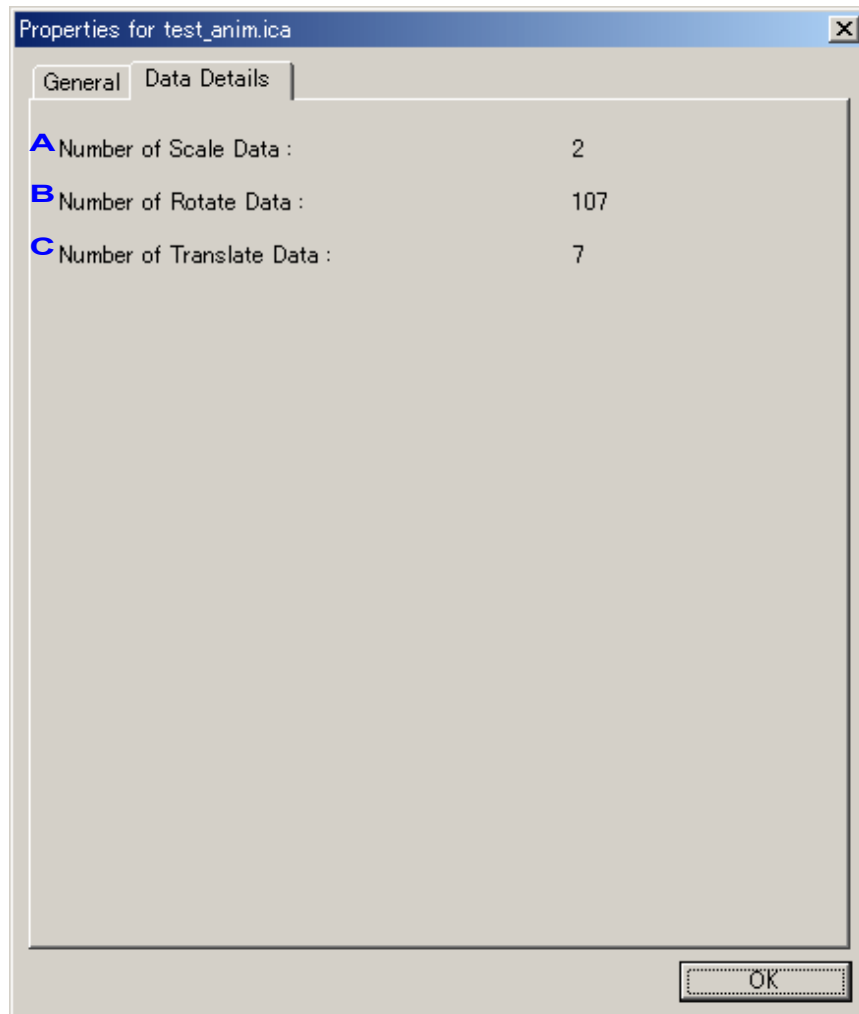 Properties for test_anim.ica
General Data Details
A Number of Scale Data : 2
B Number of Rotate Data : 107
C Number of Translate Data : 7
OK